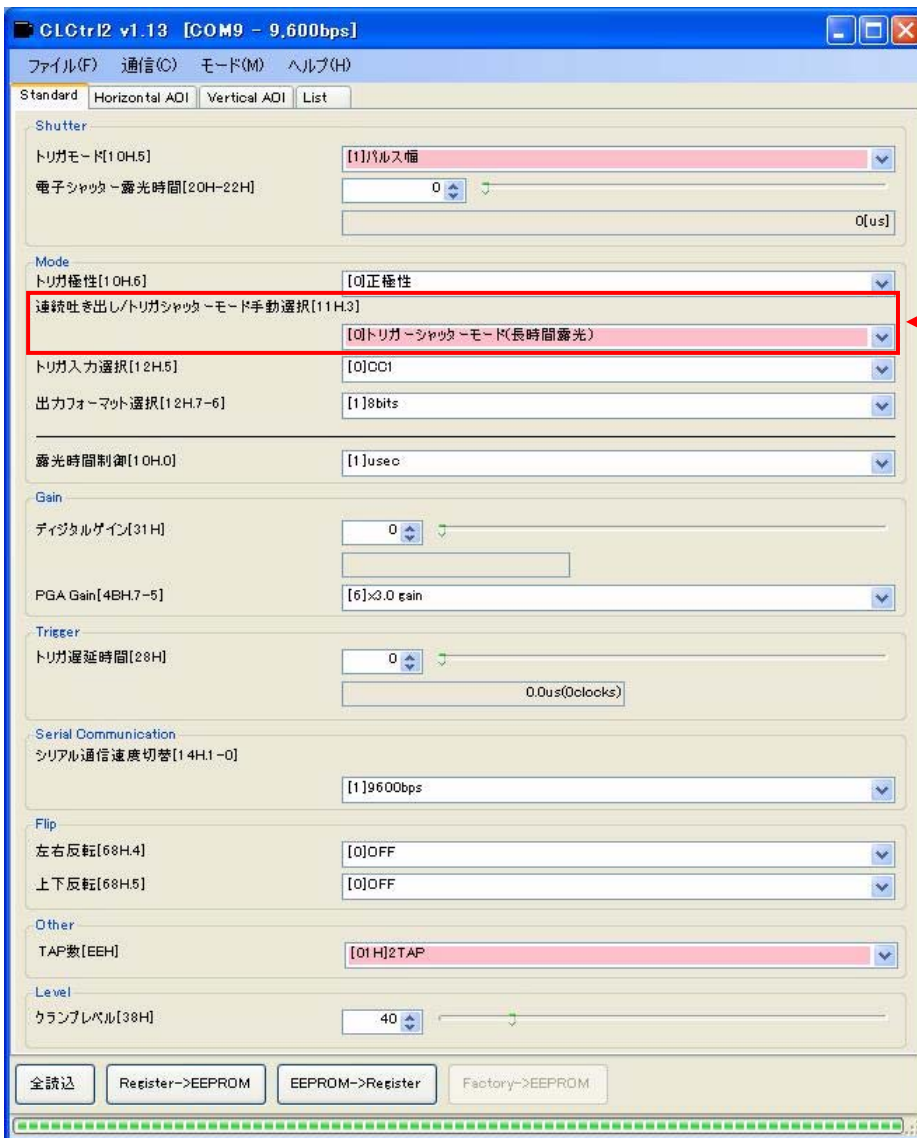 CLCtrl2 v1.13 [COM9 - 9,600bps]
ファイル(F) 通信(C) モード(M) ヘルプ(H)
Standard Horizontal AOI Vertical AOI List
Shutter
トリガモード[10H.5] [1]パルス幅
電子シャッター露光時間[20H-22H] 0
0[us]
Mode
トリガ極性[10H.6] [0]正極性
連続吐き出し/トリガシャッターモード手動選択[11H.3]
[0]トリガーシャッターモード(長時間露光)
トリガ入力選択[12H.5] [0]CC1
出力フォーマット選択[12H.7-6] [1]8bits
露光時間制御[10H.0] [1]usec
Gain
ディジタルゲイン[31H] 0
PGA Gain[4BH.7-5] [6]x3.0 gain
Trigger
トリガ遅延時間[28H] 0
0.0us(0clocks)
Serial Communication
シリアル通信速度切替[14H.1-0]
[1]9600bps
Flip
左右反転[68H.4] [0]OFF
上下反転[68H.5] [0]OFF
Other
TAP数[EEH] [01H]2TAP
Level
クランプレベル[38H] 40
全読込 Register->EEPROM EEPROM->Register Factory->EEPROM